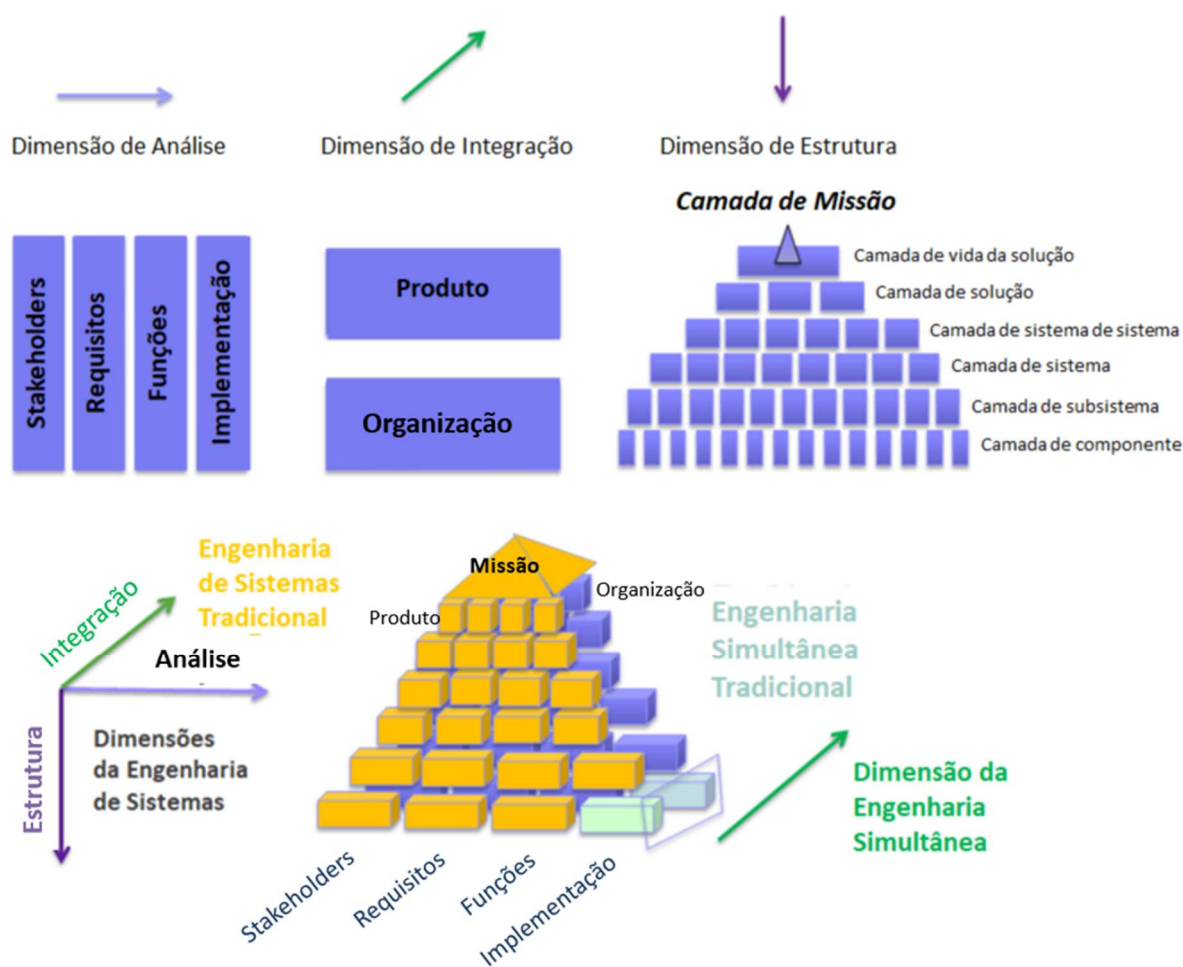 Dimensão de Análise
Dimensão de Integração
Dimensão de Estrutura
Camada de Missão
Stakeholders
Requisitos
Funções
Implementação
Produto
Organização
Camada de vida da solução
Camada de solução
Camada de sistema de sistema
Camada de sistema
Camada de subsistema
Camada de componente
Integração
Engenharia
de Sistemas
Tradicional
Análise
Estrutura
Dimensões
da Engenharia
de Sistemas
Missão
Produto
Organização
Engenharia
Simultânea
Tradicional
Dimensão da
Engenharia
Simultânea
Stakeholders
Requisitos
Funções
Implementação